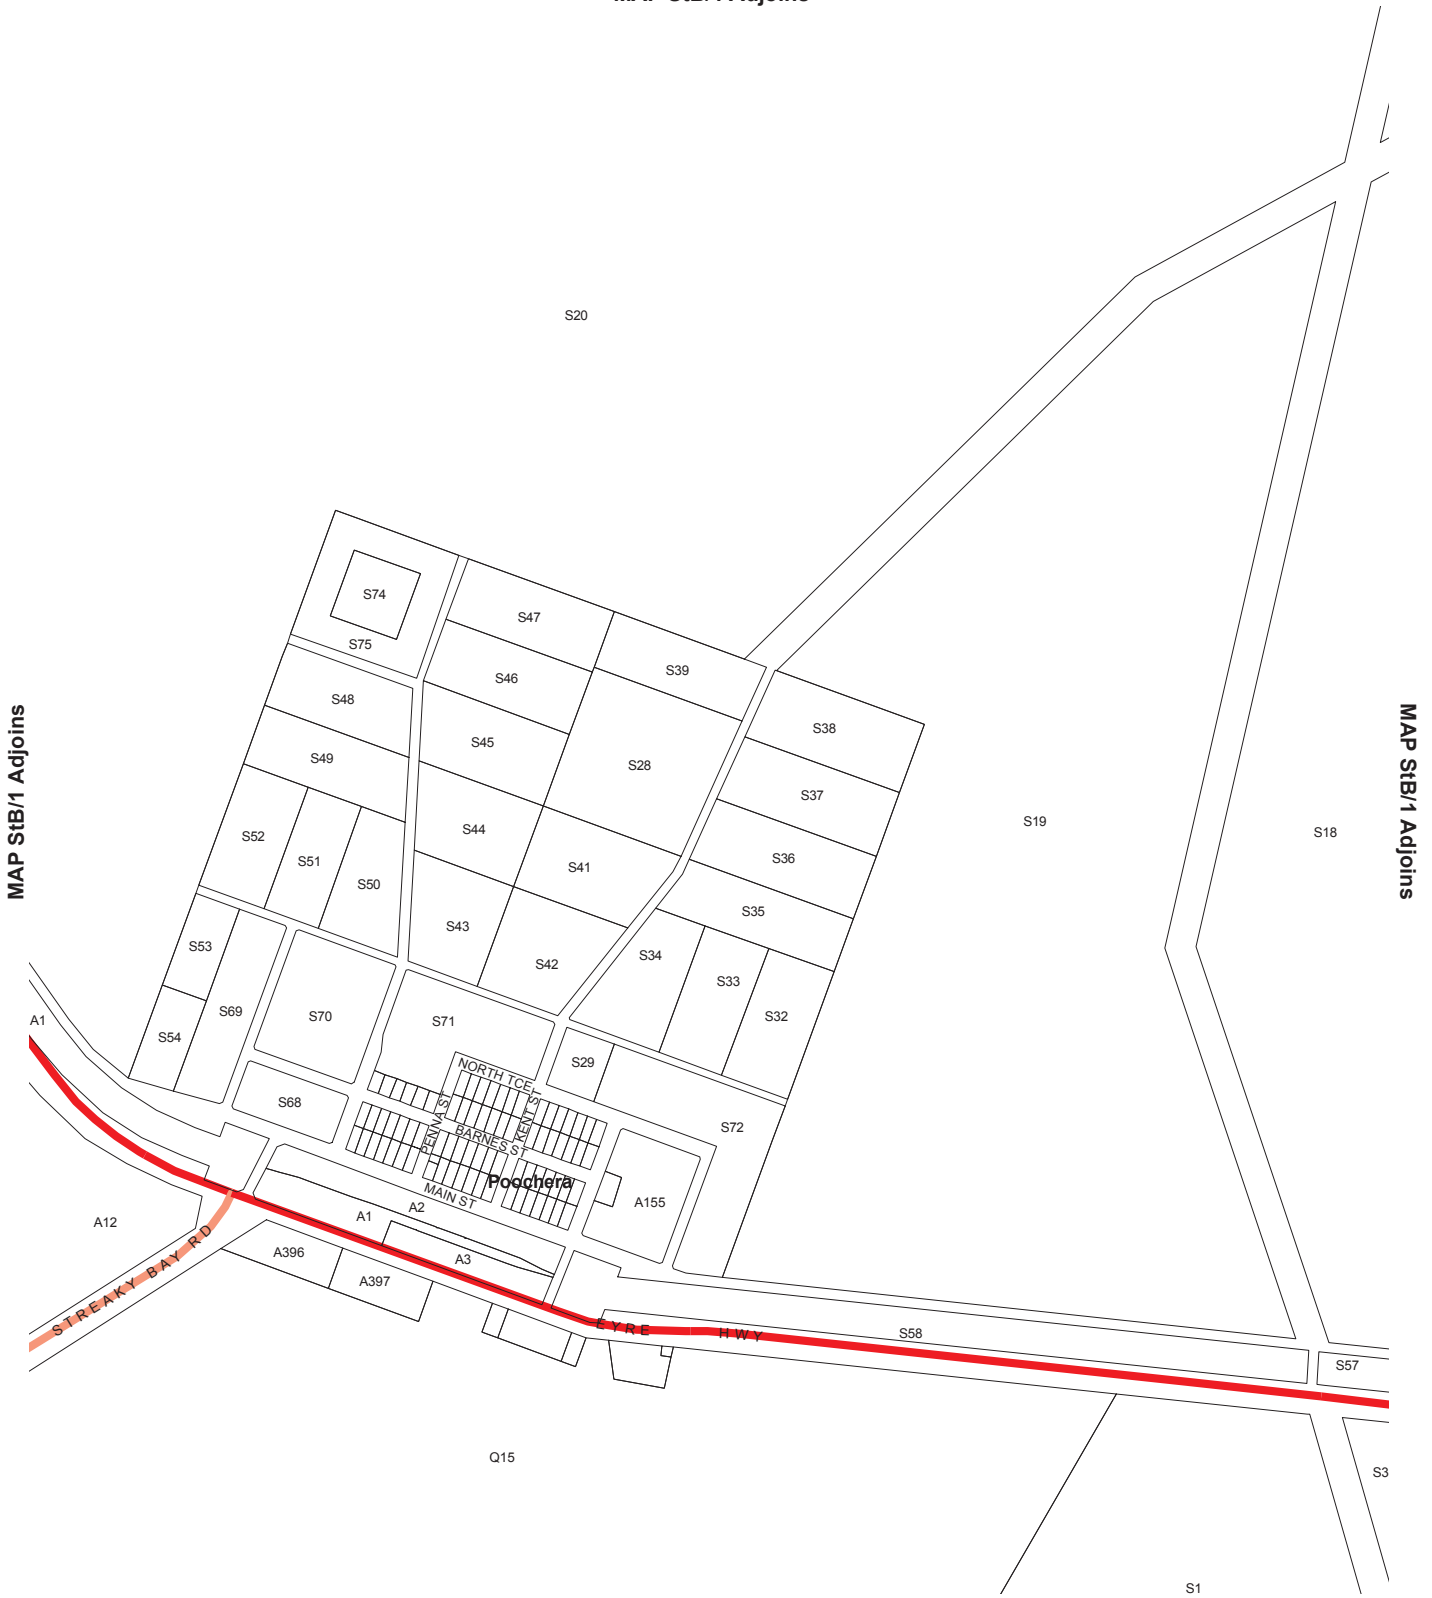 MAP StB/1 Adjoins
S20
S74
S75
S47
S39
S46
S48
S38
S45
S49
S28
S37
MAP StB/1 Adjoins
MAP StB/1 Adjoins
S19
S18
S44
S52
S51
S50
S41
S36
S35
S43
S42
S34
S33
S32
S53
S69
S54
S70
S71
A1
S29
NORTH TCE
S68
PENNA ST
KENT ST
BARNES ST
S72
Poochera
MAIN ST
A155
A12
A1
A2
A3
A396
A397
STREAKY BAY RD
EYRE HWY
S58
S57
Q15
S3
S1